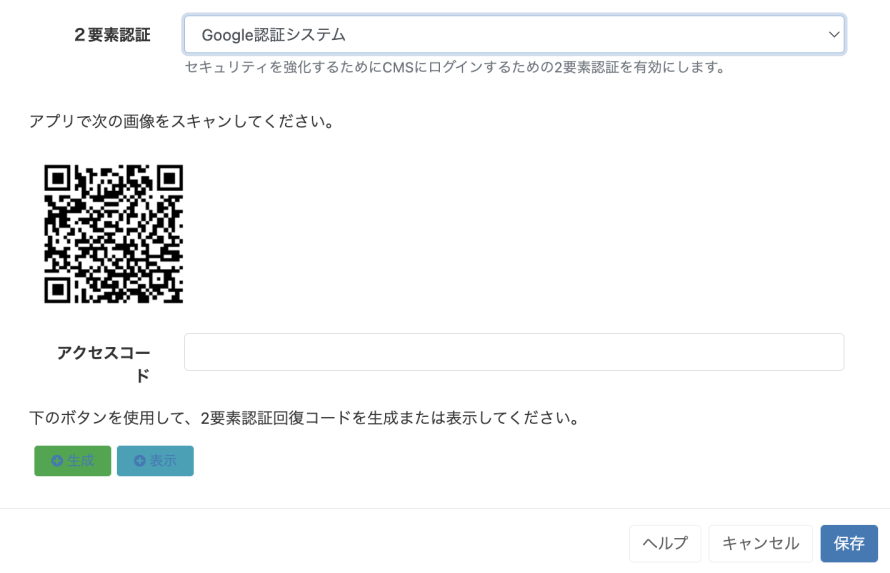 ２要素認証
Google認証システム
セキュリティを強化するためにCMSにログインするための2要素認証を有効にします。
アプリで次の画像をスキャンしてください。
アクセスコー
ド
下のボタンを使用して、2要素認証回復コードを生成または表示してください。
生成 表示
ヘルプ キャンセル 保存